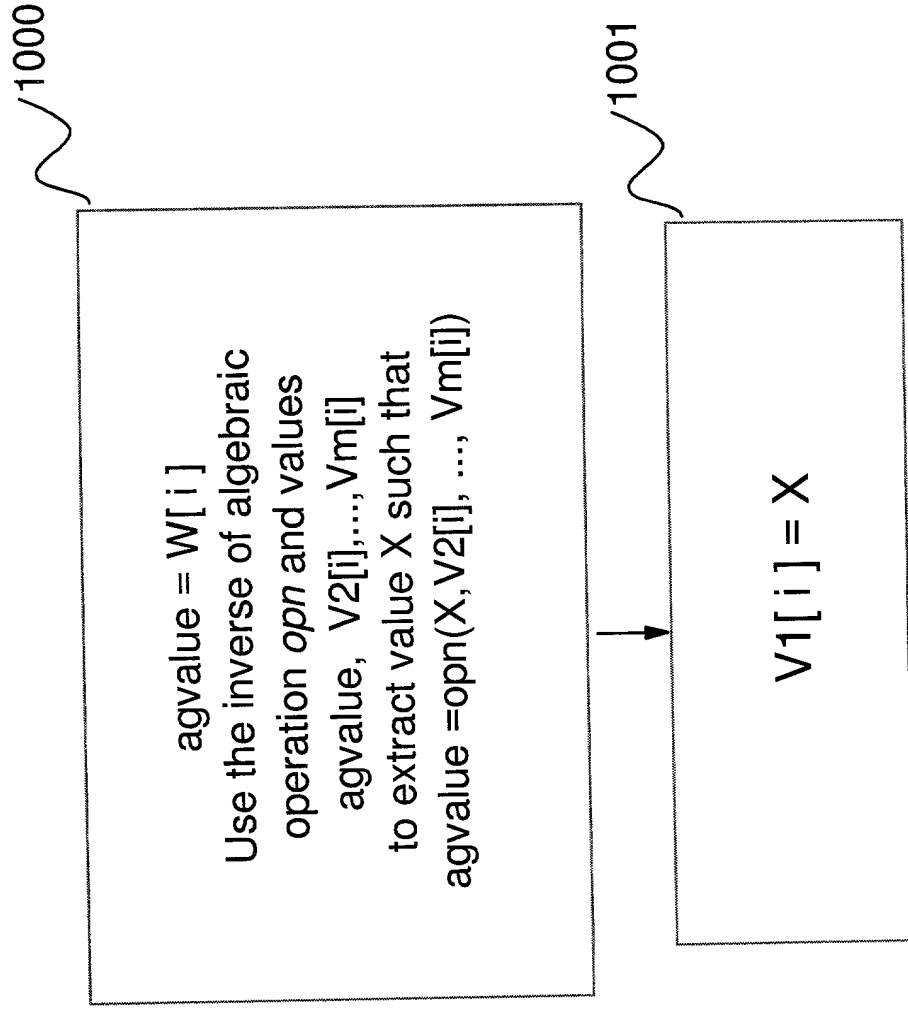 1000
agvalue = W[ i ]
Use the inverse of algebraic
operation opn and values
agvalue, V2[i],...,Vm[i]
to extract value X such that
agvalue =opn(X,V2[i], ..., Vm[i])
1001
V1[ i ] = X